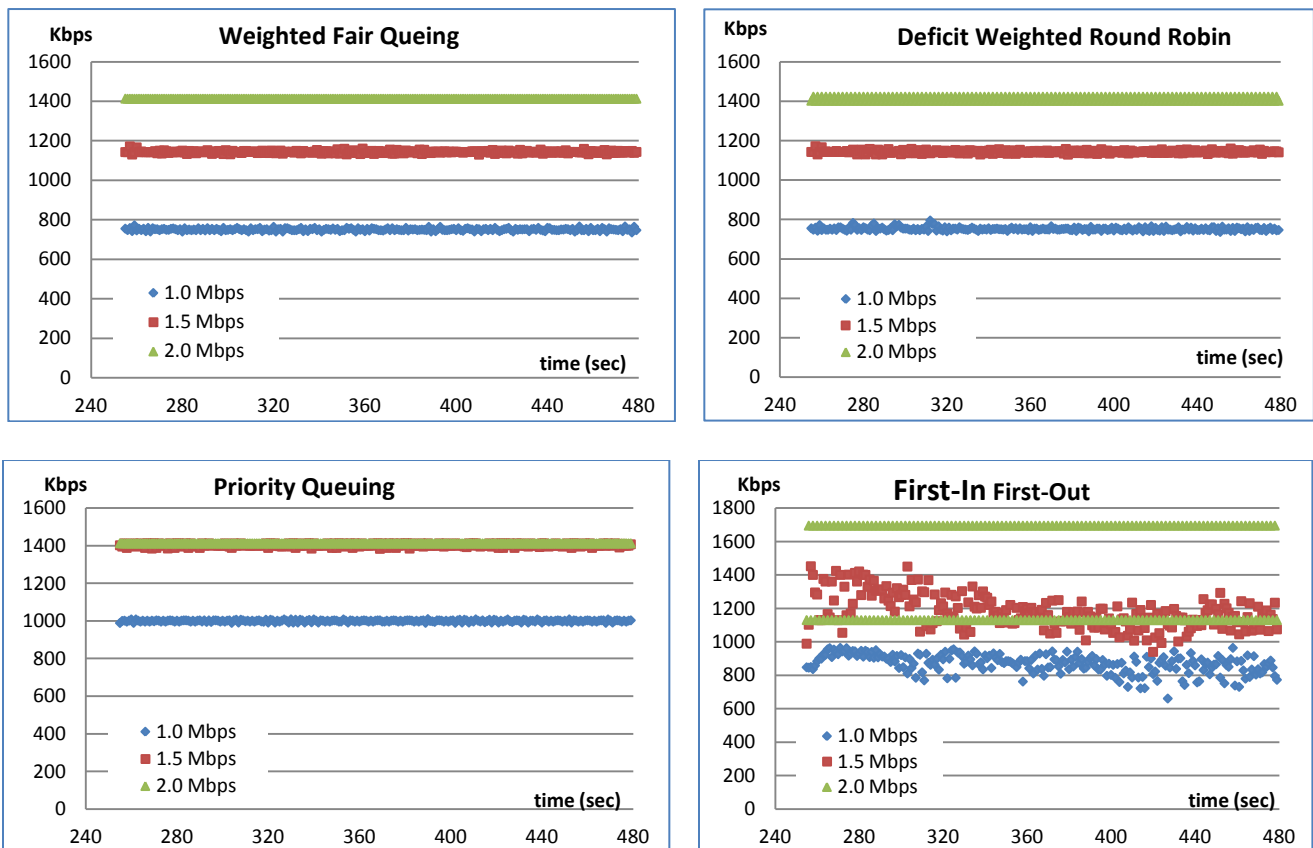 Kbps
Weighted Fair Queing
1600
1400
1200
1000
800
600
400
200
0
1.0 Mbps
1.5 Mbps
2.0 Mbps
time (sec)
240 280 320 360 400 440 480
Kbps
Deficit Weighted Round Robin
1600
1400
1200
1000
800
600
400
200
0
1.0 Mbps
1.5 Mbps
2.0 Mbps
time (sec)
240 280 320 360 400 440 480
Kbps
Priority Queuing
1600
1400
1200
1000
800
600
400
200
0
1.0 Mbps
1.5 Mbps
2.0 Mbps
time (sec)
240 280 320 360 400 440 480
Kbps
First-In First-Out
1800
1600
1400
1200
1000
800
600
400
200
0
1.0 Mbps
1.5 Mbps
2.0 Mbps
time (sec)
240 280 320 360 400 440 480